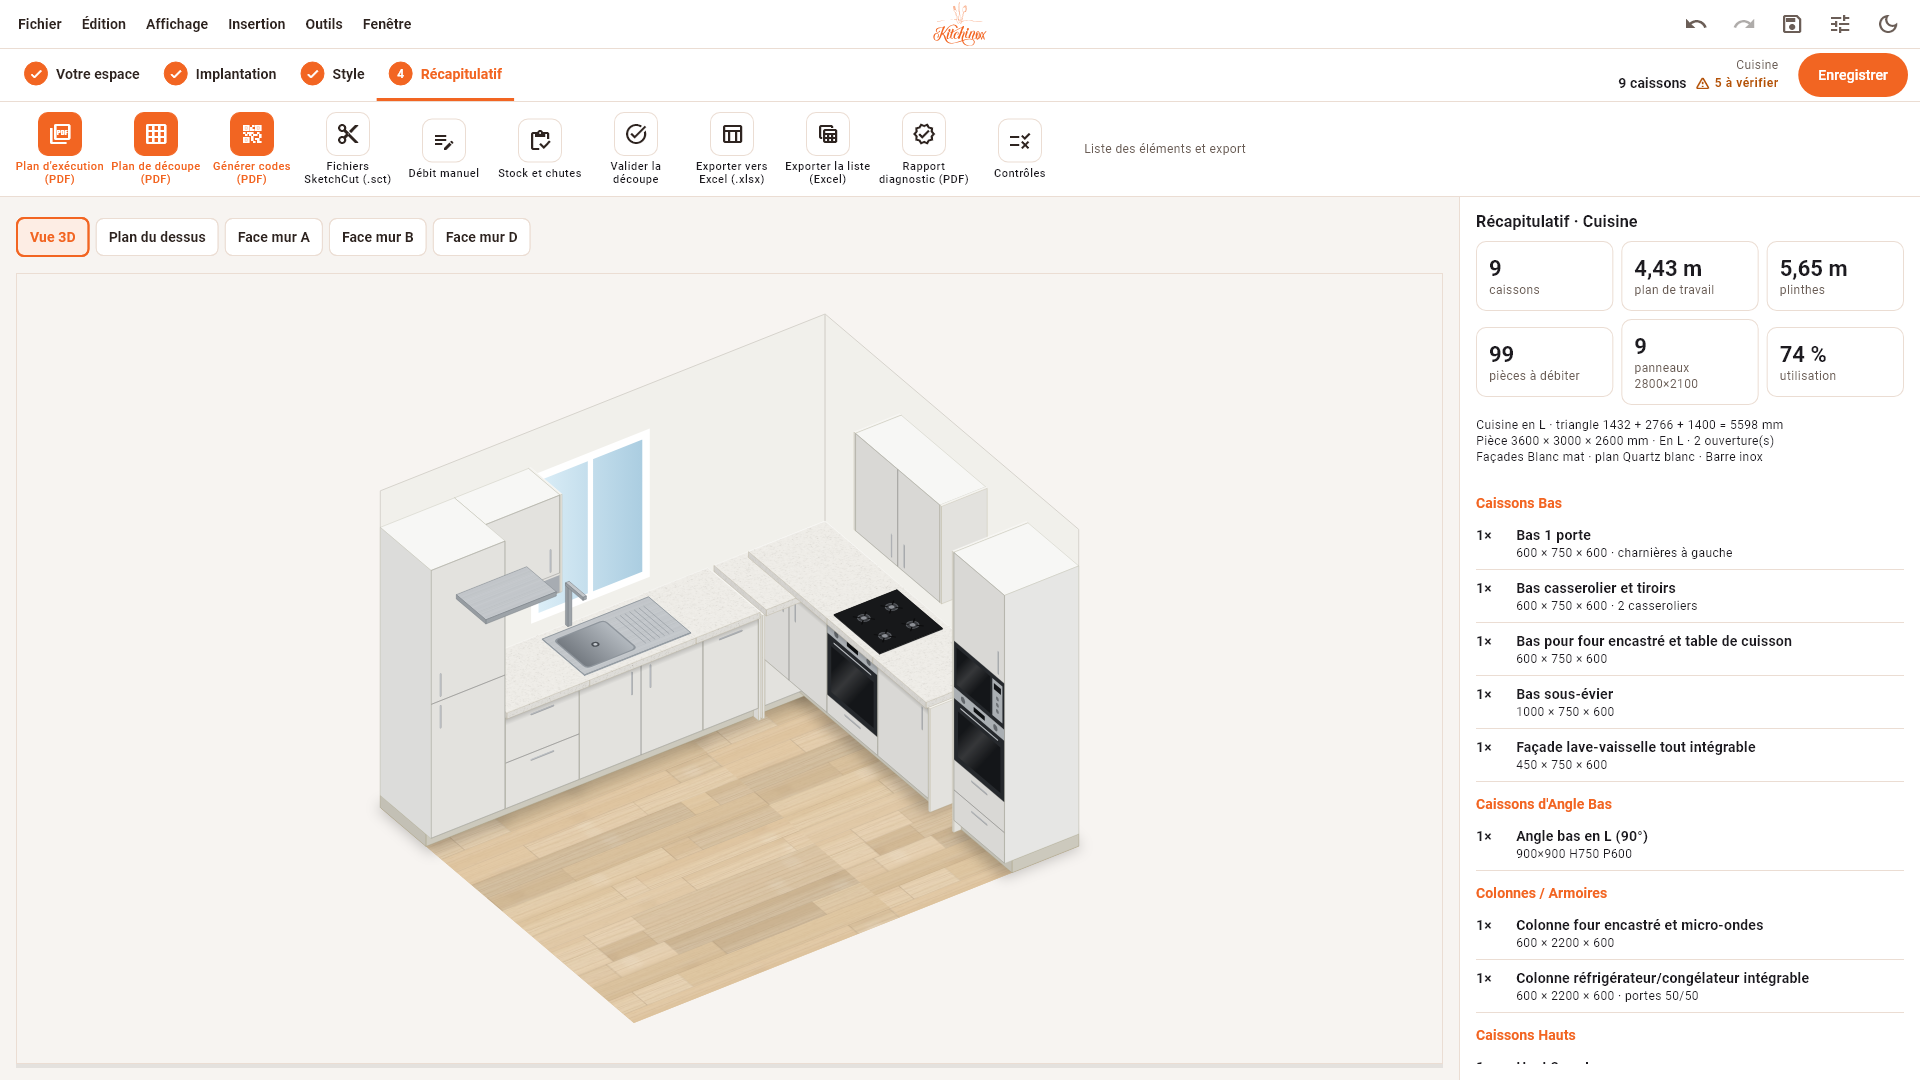 Fichier Édition Affichage Insertion Outils Fenêtre
Kitchinox
Votre espace
Implantation
Style
4 Récapitulatif
Cuisine
9 caissons 5 à vérifier
Enregistrer
Plan d'exécution
(PDF)
Plan de découpe
(PDF)
Générer codes
(PDF)
Fichiers
SketchCut (.sct)
Débit manuel
Stock et chutes
Valider la
découpe
Exporter vers
Excel (.xlsx)
Exporter la liste
(Excel)
Rapport
diagnostic (PDF)
Contrôles
Liste des éléments et export
Vue 3D
Plan du dessus
Face mur A
Face mur B
Face mur D
Récapitulatif · Cuisine
9
caissons
4,43 m
plan de travail
5,65 m
plinthes
99
pièces à débiter
9
panneaux
2800×2100
74 %
utilisation
Cuisine en L · triangle 1432 + 2766 + 1400 = 5598 mm
Pièce 3600 × 3000 × 2600 mm · En L · 2 ouverture(s)
Façades Blanc mat · plan Quartz blanc · Barre inox
Caissons Bas
1× Bas 1 porte
600 × 750 × 600 · charnières à gauche
1× Bas casserolier et tiroirs
600 × 750 × 600 · 2 casseroliers
1× Bas pour four encastré et table de cuisson
600 × 750 × 600
1× Bas sous-évier
1000 × 750 × 600
1× Façade lave-vaisselle tout intégrable
450 × 750 × 600
Caissons d'Angle Bas
1× Angle bas en L (90°)
900×900 H750 P600
Colonnes / Armoires
1× Colonne four encastré et micro-ondes
600 × 2200 × 600
1× Colonne réfrigérateur/congélateur intégrable
600 × 2200 × 600 · portes 50/50
Caissons Hauts